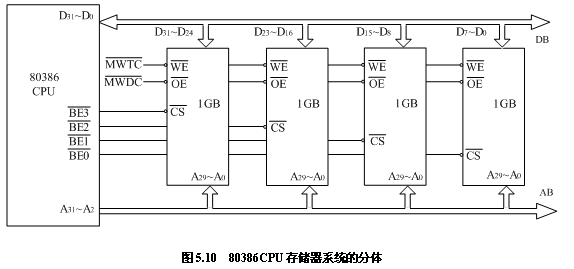 D31~D0
D31~D24
D23~D16
D15~D8
D7~D0
DB
80386
CPU
MWTC
MWDC
WE
OE
1GB
CS
A29~A0
WE
OE
1GB
CS
A29~A0
WE
OE
1GB
CS
A29~A0
WE
OE
1GB
CS
A29~A0
BE3
BE2
BE1
BE0
A31~A2
AB
图5.10 80386CPU存储器系统的分体